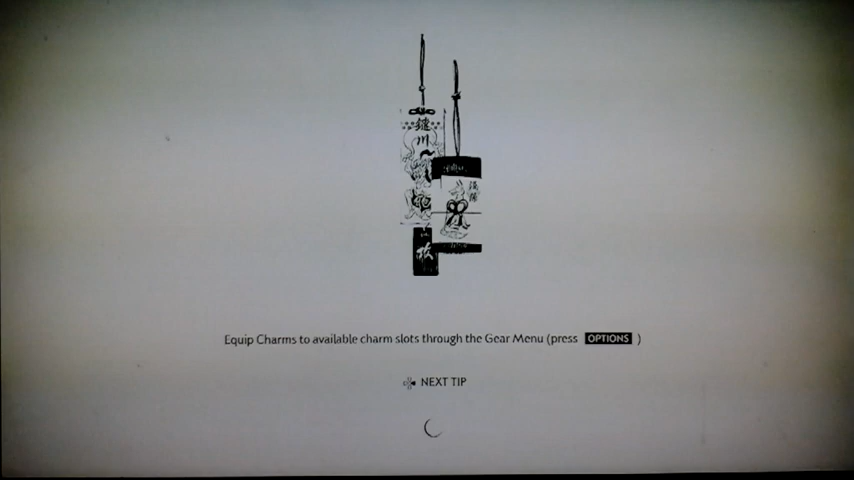 Equip Charms to available charm slots through the Gear Menu (press OPTIONS )
NEXT TIP